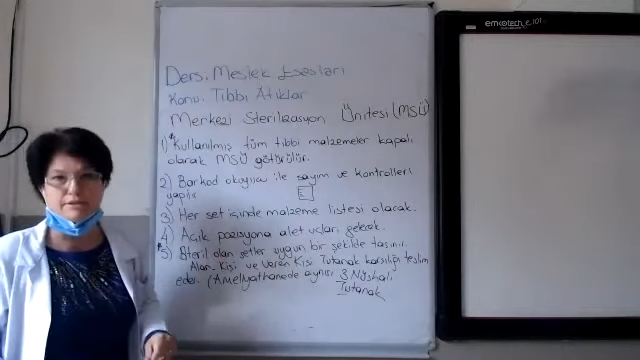 Ders: Meslek Esasları
Konu: Tıbbi Atıklar
Merkezi Sterilizasyon Ünitesi (MSÜ)
1) Kullanılmış tüm tıbbi malzemeler kapalı
olarak MSÜ götürülür.
2) Barkod okuyucu ile sayım ve kontrolleri
yapılır
3) Her set içinde malzeme listesi olacak.
4) Açık pozisyona alet uçları gelecek.
5) Steril olan setler uygun bir şekilde taşınır.
Alan Kişi ve Veren Kişi Tutanak karşılığı teslim
eder. (Ameliyathanede aynısı 3 Nüshalı
Tutanak
emkotech